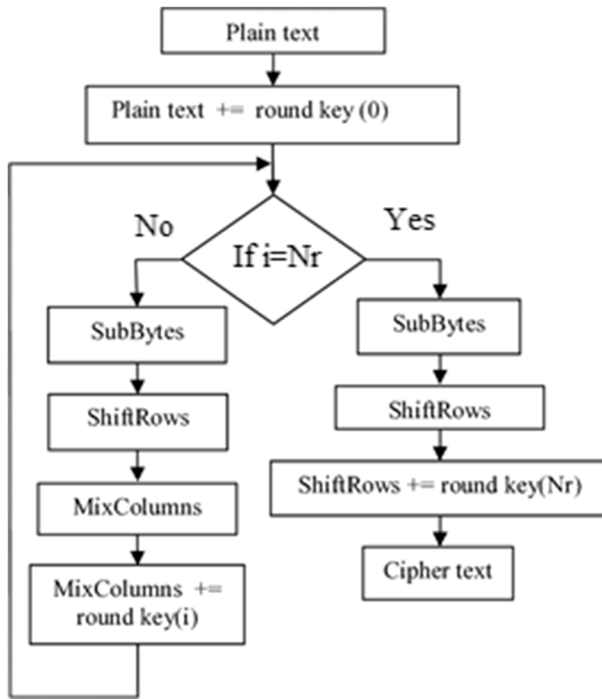 Plain text
Plain text += round key (0)
If i=Nr
No
Yes
SubBytes
ShiftRows
MixColumns
MixColumns +=
round key(i)
SubBytes
ShiftRows
ShiftRows += round key(Nr)
Cipher text